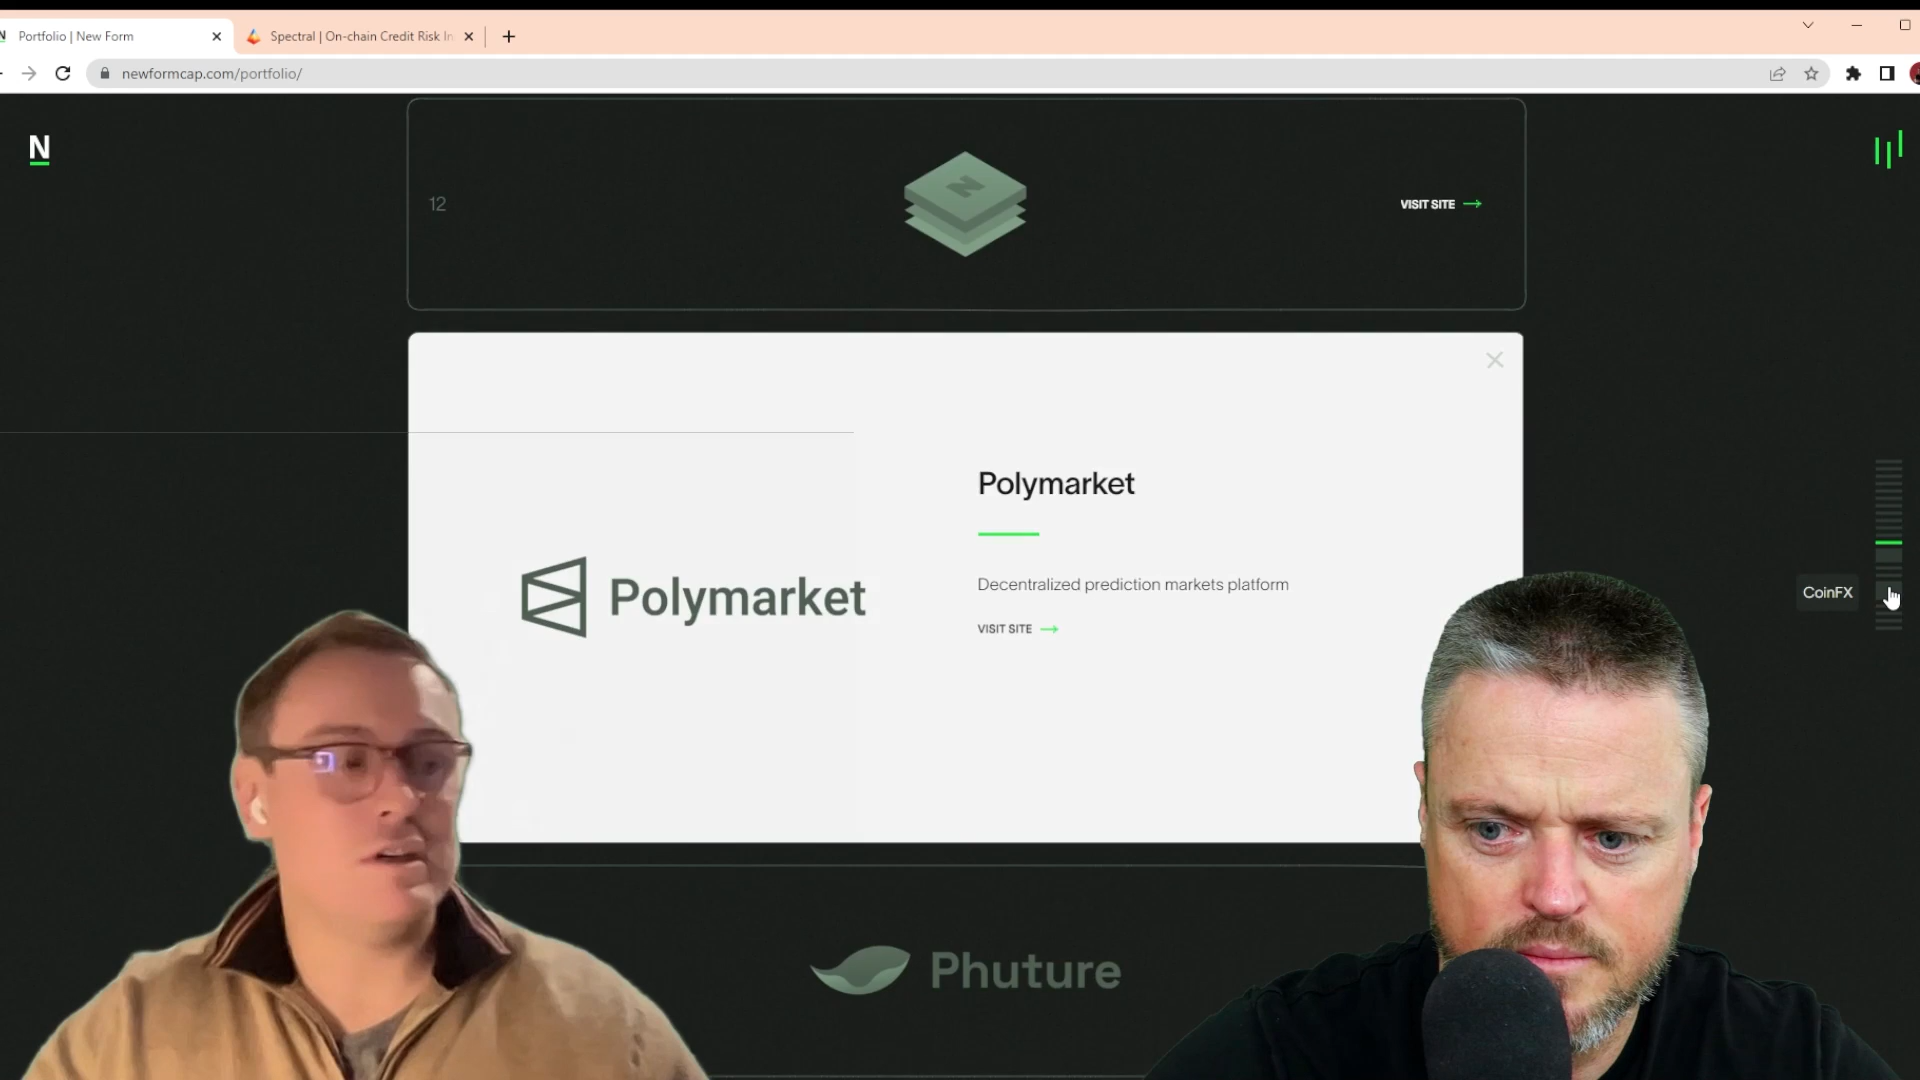 Portfolio | New Form
Spectral | On-chain Credit Risk In
newformcap.com/portfolio/
N
12
N
VISIT SITE
Polymarket
Decentralized prediction markets platform
Polymarket
VISIT SITE
CoinFX
Phuture